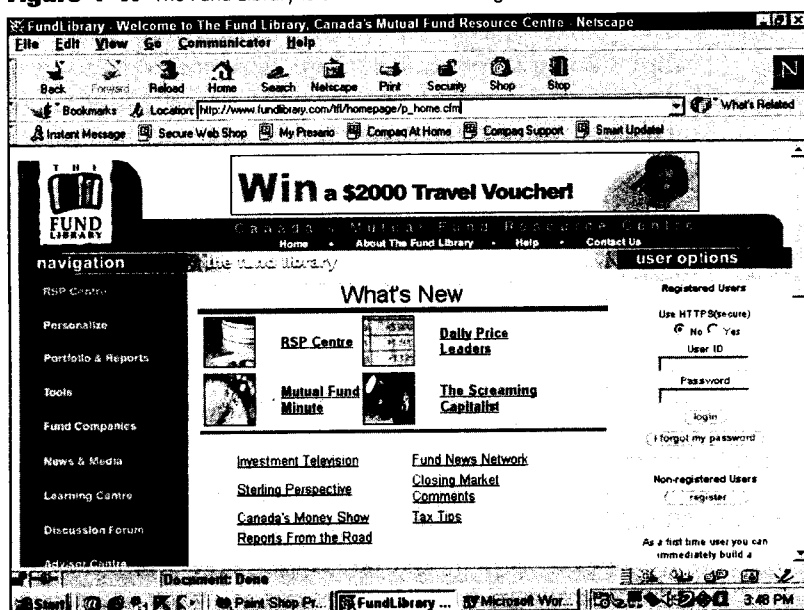 The Fund Library
FundLibrary - Welcome to The Fund Library, Canada's Mutual Fund Resource Centre - Netscape
File Edit View Go Communicator Help
Back Forward Reload Home Search Netscape Print Security Shop Stop
N
Bookmarks Location: http://www.fundlibrary.com/tfl/homepage/p_home.cfm What's Related
Instant Message Secure Web Shop My Presario Compaq At Home Compaq Support Smart Update!
THE
FUND
LIBRARY
Win a $2000 Travel Voucher!
Canada's Mutual Fund Resource Centre
Home • About The Fund Library • Help • Contact Us
navigation
RSP Centre
Personalize
Portfolio & Reports
Tools
Fund Companies
News & Media
Learning Centre
Discussion Forum
Advisor Centre
the fund library
What's New
RSP Centre
Daily Price
Leaders
Mutual Fund
Minute
The Screaming
Capitalist
Investment Television
Sterling Perspective
Canada's Money Show
Reports From the Road
Fund News Network
Closing Market
Comments
Tax Tips
user options
Registered Users
Use HTTPS(secure)
No Yes
User ID
Password
login
I forgot my password
Non-registered Users
register
As a first time user you can
immediately build a
Document: Done
Start Paint Shop Pr... FundLibrary ... Microsoft Wor... 3:48 PM